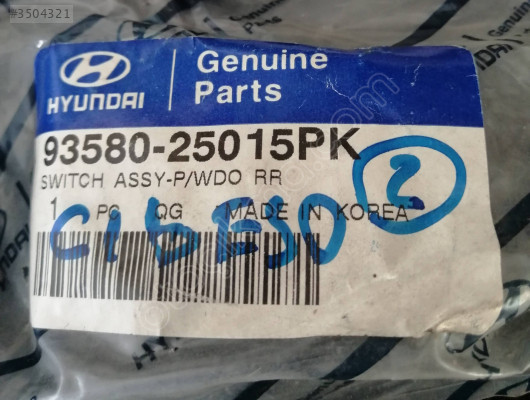 #3504321
HYUNDAI
Genuine
Parts
93580-25015PK
SWITCH ASSY-P/WDO RR
2
1 PC QG MADE IN KOREA